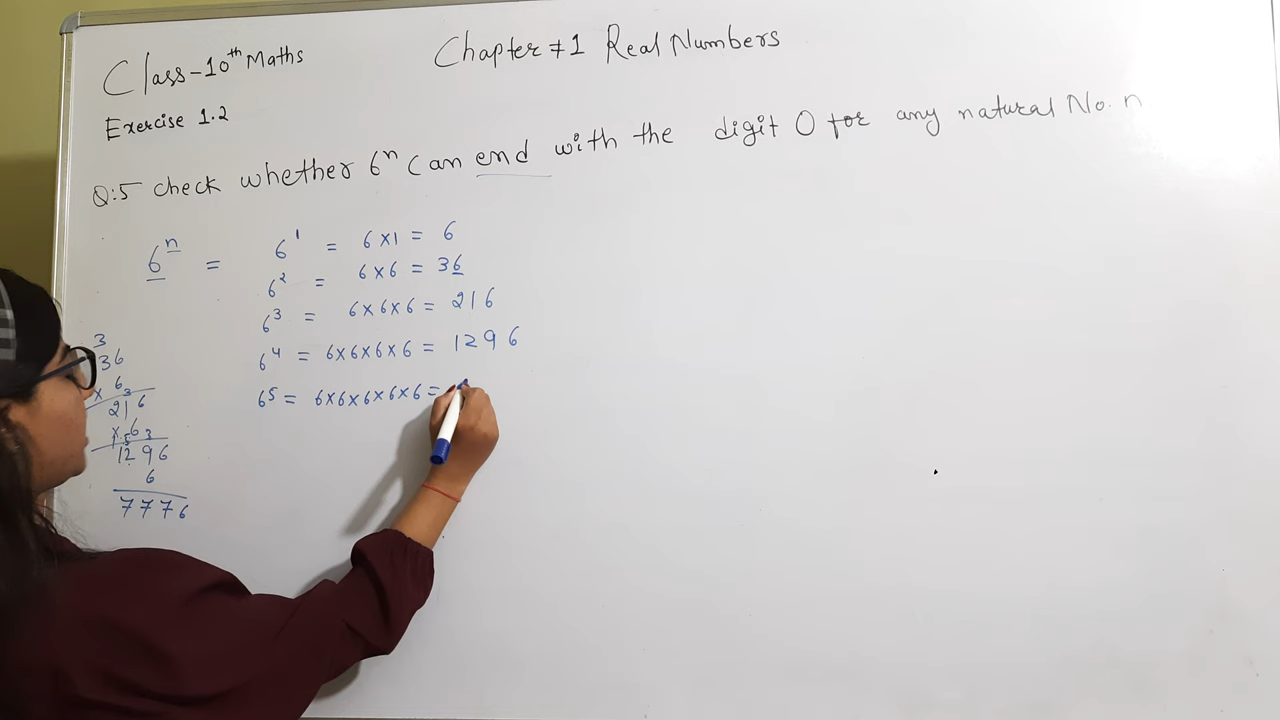 Class-10th Maths
Chapter #1 Real Numbers
Exercise 1.2
Q:5 Check whether 6ⁿ Can end with the digit 0 for any natural No. n
6ⁿ = 6¹ = 6×1 = 6
6² = 6×6 = 36
6³ = 6×6×6 = 216
6⁴ = 6×6×6×6 = 1296
6⁵ = 6×6×6×6×6 =
3
36
× 6 3
216
×.6 3
1296
6
7776